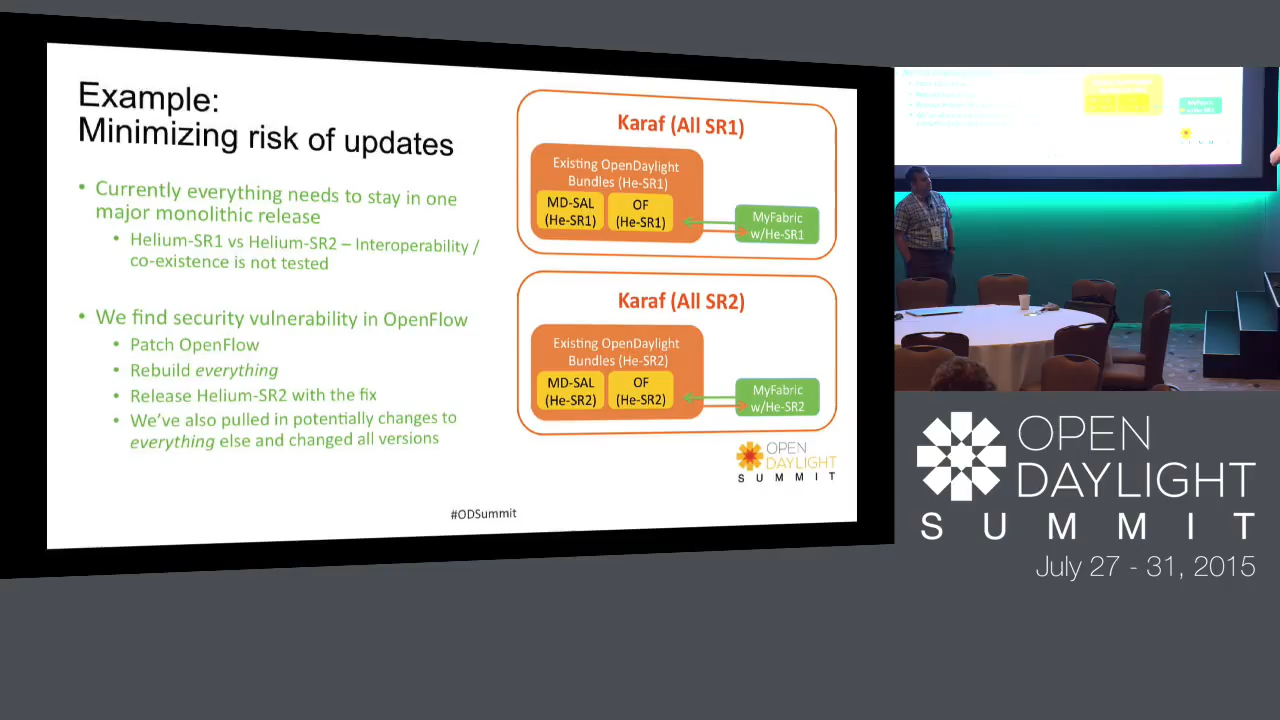 Example:
Minimizing risk of updates
• Currently everything needs to stay in one
major monolithic release
• Helium-SR1 vs Helium-SR2 – Interoperability /
co-existence is not tested
• We find security vulnerability in OpenFlow
• Patch OpenFlow
• Rebuild everything
• Release Helium-SR2 with the fix
• We've also pulled in potentially changes to
everything else and changed all versions
Karaf (All SR1)
Existing OpenDaylight
Bundles (He-SR1)
MD-SAL
(He-SR1)
OF
(He-SR1)
MyFabric
w/He-SR1
Karaf (All SR2)
Existing OpenDaylight
Bundles (He-SR2)
MD-SAL
(He-SR2)
OF
(He-SR2)
MyFabric
w/He-SR2
OPEN
DAYLIGHT
SUMMIT
#ODSummit
MyFabric
OPEN
DAYLIGHT
SUMMIT
July 27 - 31, 2015